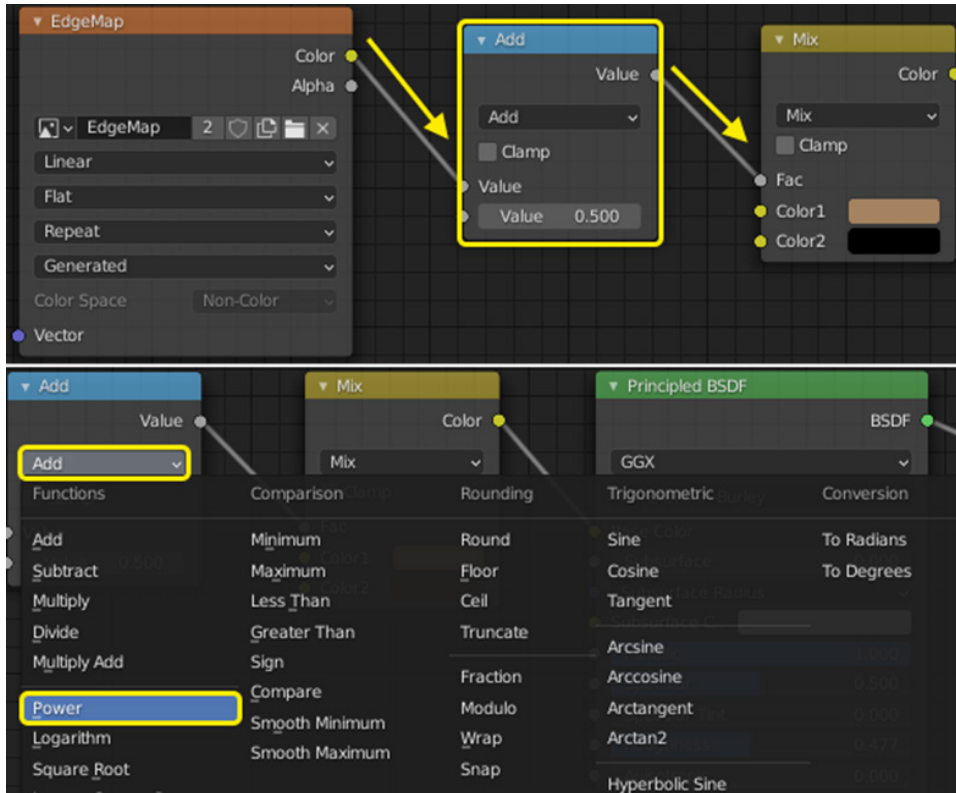 EdgeMap
Color
Alpha
EdgeMap 2
Linear
Flat
Repeat
Generated
Color Space Non-Color
Vector
Add
Value
Add
Clamp
Value
Value 0.500
Mix
Color
Mix
Clamp
Fac
Color1
Color2
Add
Value
Add
Mix
Color
Mix
Principled BSDF
BSDF
GGX
Functions
Add
Subtract
Multiply
Divide
Multiply Add
Power
Logarithm
Square Root
Comparison
Minimum
Maximum
Less Than
Greater Than
Sign
Compare
Smooth Minimum
Smooth Maximum
Rounding
Round
Floor
Ceil
Truncate
Fraction
Modulo
Wrap
Snap
Trigonometric
Sine
Cosine
Tangent
Arcsine
Arccosine
Arctangent
Arctan2
Hyperbolic Sine
Conversion
To Radians
To Degrees